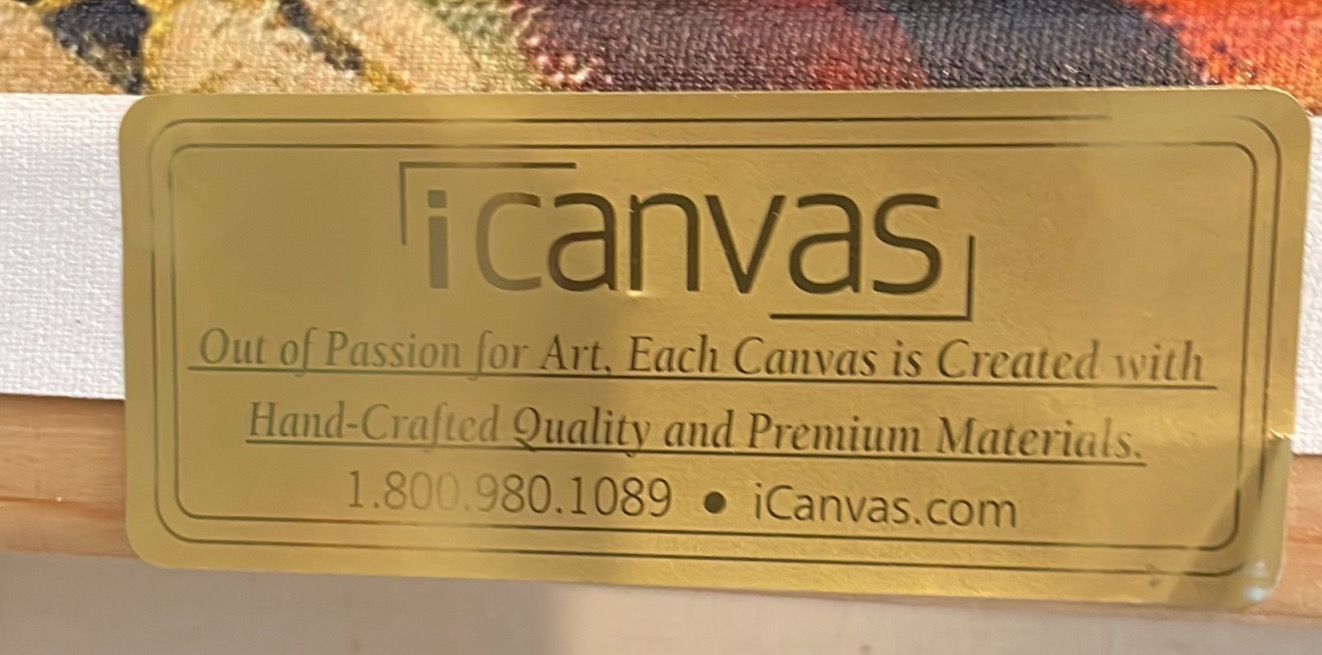 icanvas
Out of Passion for Art, Each Canvas is Created with
Hand-Crafted Quality and Premium Materials.
1.800.980.1089 • iCanvas.com